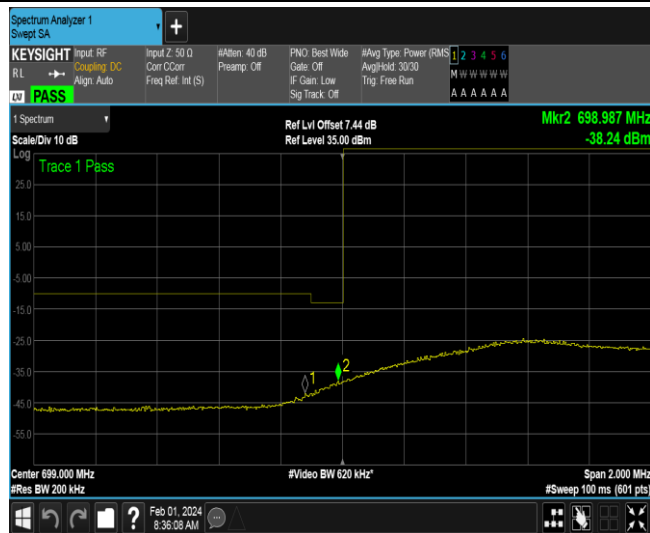 Spectrum Analyzer 1
Swept SA
+
KEYSIGHT
RL
PASS
Input: RF
Coupling: DC
Align: Auto
Input Z: 50 Ω
Corr CCorr
Freq Ref: Int (S)
#Atten: 40 dB
Preamp: Off
PNO: Best Wide
Gate: Off
IF Gain: Low
Sig Track: Off
#Avg Type: Power (RMS
Avg|Hold: 30/30
Trig: Free Run
1 2 3 4 5 6
M W W W W W
A A A A A A
1 Spectrum
Scale/Div 10 dB
Ref Lvl Offset 7.44 dB
Ref Level 35.00 dBm
Mkr2 698.987 MHz
-38.24 dBm
Log
Trace 1 Pass
25.0
15.0
5.00
-5.00
-15.0
-25.0
-35.0
-45.0
-55.0
1
2
Center 699.000 MHz
#Res BW 200 kHz
#Video BW 620 kHz*
Span 2.000 MHz
#Sweep 100 ms (601 pts)
?
Feb 01, 2024
8:36:08 AM